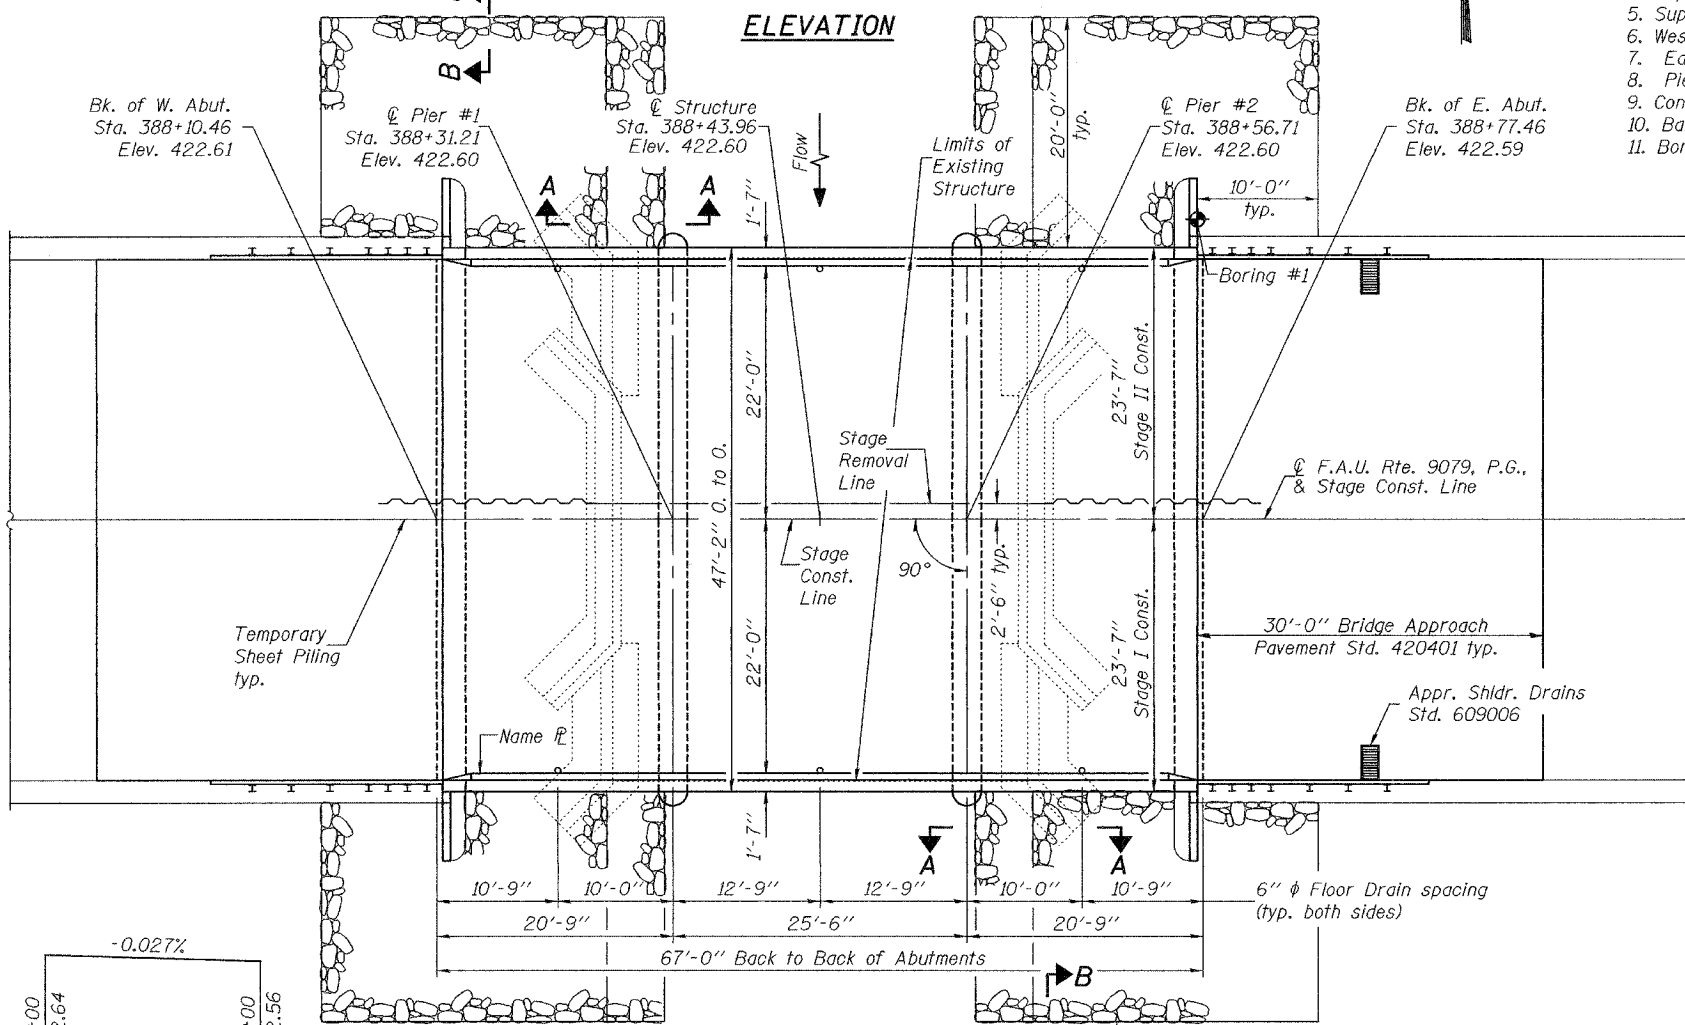 ELEVATION
B
5. Sup
6. Wes
7. Ea
8. Pie
9. Con
10. Ba
11. Bor
Bk. of W. Abut.
Sta. 388+10.46
Elev. 422.61
℄ Pier #1
Sta. 388+31.21
Elev. 422.60
℄ Structure
Sta. 388+43.96
Elev. 422.60
Flow
Limits of
Existing
Structure
20'-0"
typ.
℄ Pier #2
Sta. 388+56.71
Elev. 422.60
Bk. of E. Abut.
Sta. 388+77.46
Elev. 422.59
10'-0"
typ.
A
A
1'-7"
Boring #1
22'-0"
47'-2" O. to O.
23'-7"
Stage II Const.
Stage
Removal
Line
℄ F.A.U. Rte. 9079, P.G.,
& Stage Const. Line
Stage
Const.
Line
90°
2'-6" typ.
Temporary
Sheet Piling
typ.
22'-0"
23'-7"
Stage I Const.
30'-0" Bridge Approach
Pavement Std. 420401 typ.
Appr. Shldr. Drains
Std. 609006
Name ⅊
1'-7"
A
A
10'-9"
10'-0"
12'-9"
12'-9"
10'-0"
10'-9"
6" ϕ Floor Drain spacing
(typ. both sides)
20'-9"
25'-6"
20'-9"
67'-0" Back to Back of Abutments
B
-0.027%
+00
2.64
+00
2.56